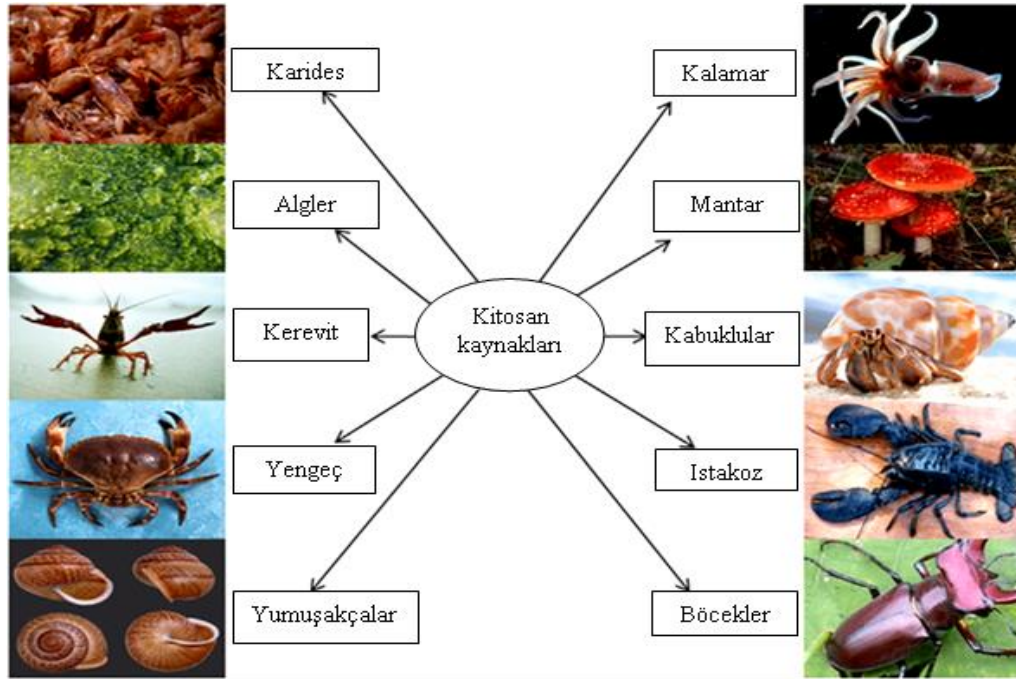 Karides
Kalamar
Algler
Mantar
Kitosan
kaynakları
Kerevit
Kabuklular
Yengeç
Istakoz
Yumuşakçalar
Böcekler